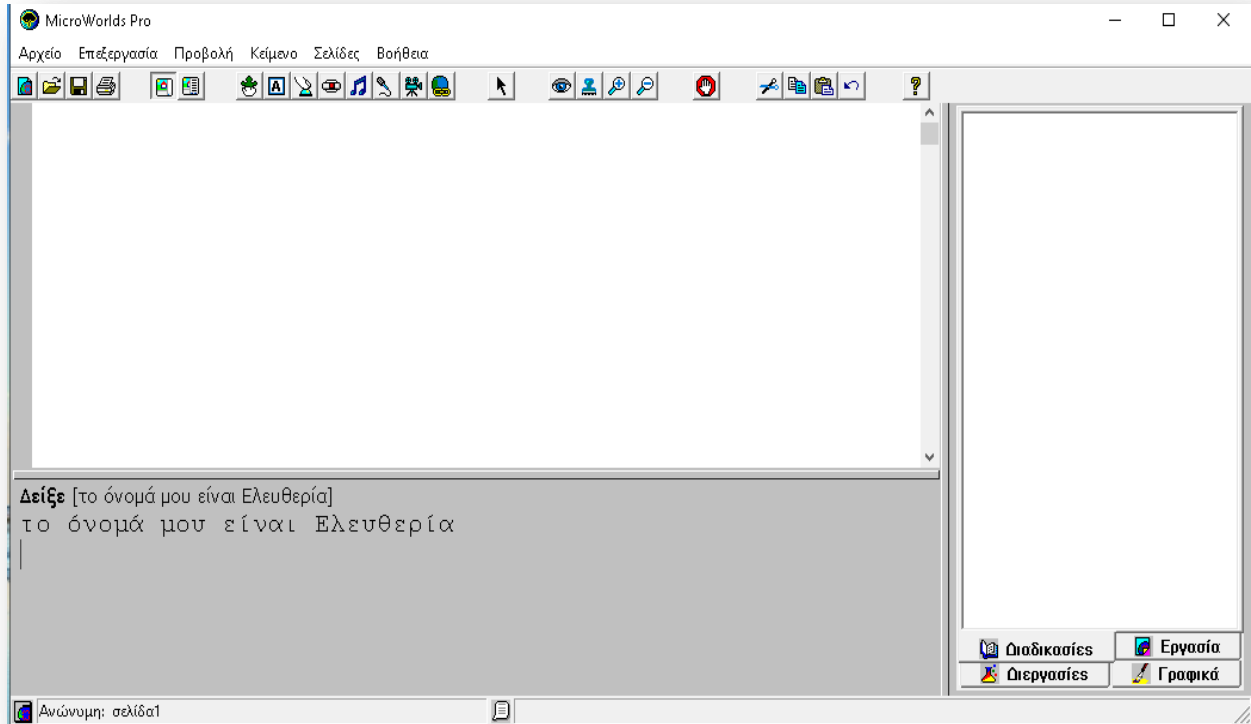 MicroWorlds Pro
Αρχείο Επεξεργασία Προβολή Κείμενο Σελίδες Βοήθεια
Δείξε [το όνομά μου είναι Ελευθερία]
το όνομά μου είναι Ελευθερία
Διαδικασίες Εργασία
Διεργασίες Γραφικά
Ανώνυμη: σελίδα1